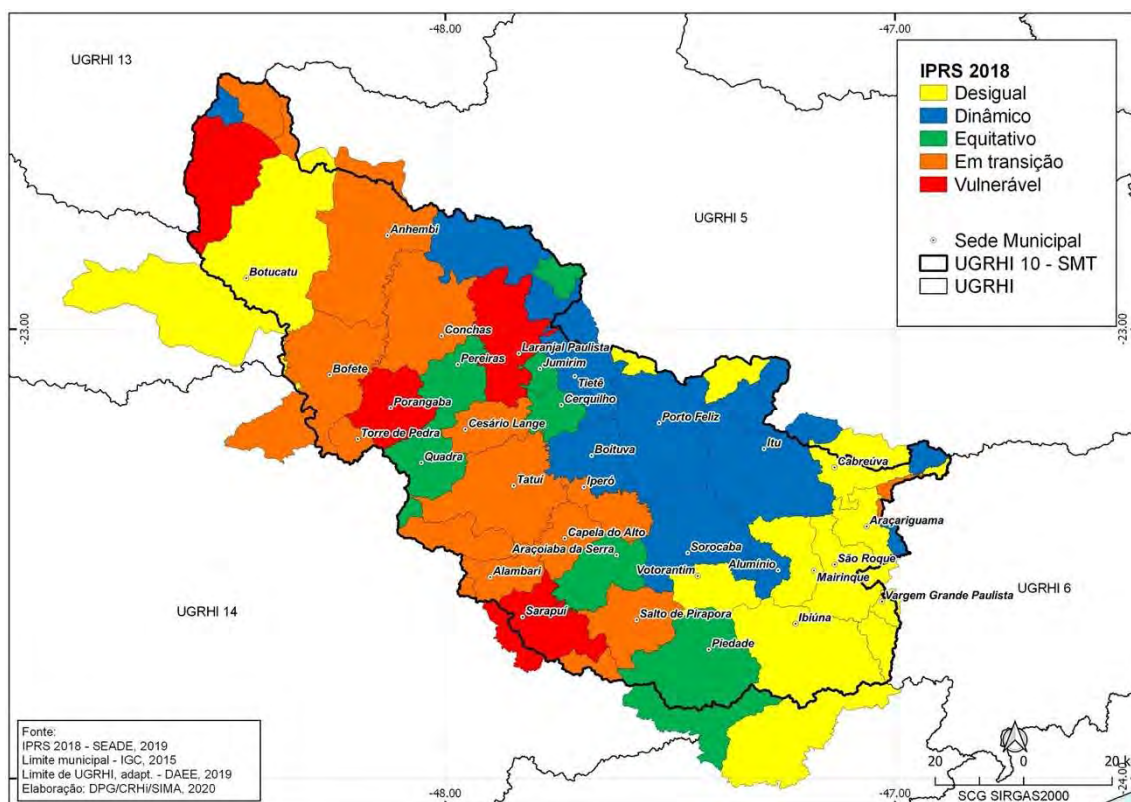 -48.00
-47.00
UGRHI 13
IPRS 2018
Desigual
Dinâmico
Equitativo
Em transição
Vulnerável
Sede Municipal
UGRHI 10 - SMT
UGRHI
UGRHI 5
Anhembi
Botucatu
-23.00
-23.00
Conchas
Laranjal Paulista
Pereiras
Jumirim
Bofete
Tietê
Porangaba
Cerquilho
Cesário Lange
Porto Feliz
Torre de Pedra
Itu
Boituva
Quadra
Cabreúva
Tatuí
Iperó
Araçariguama
Capela do Alto
Araçoiaba da Serra
Sorocaba
São Roque
Alambari
Votorantim
Alumínio
Mairinque
UGRHI 6
Vargem Grande Paulista
UGRHI 14
Sarapuí
Salto de Pirapora
Ibiúna
Piedade
Fonte:
IPRS 2018 - SEADE, 2019
Limite municipal - IGC, 2015
Limite de UGRHI, adapt. - DAEE, 2019
Elaboração: DPG/CRHi/SIMA, 2020
20 0 20 k
SCG SIRGAS2000
-24.00
-48.00
-47.00